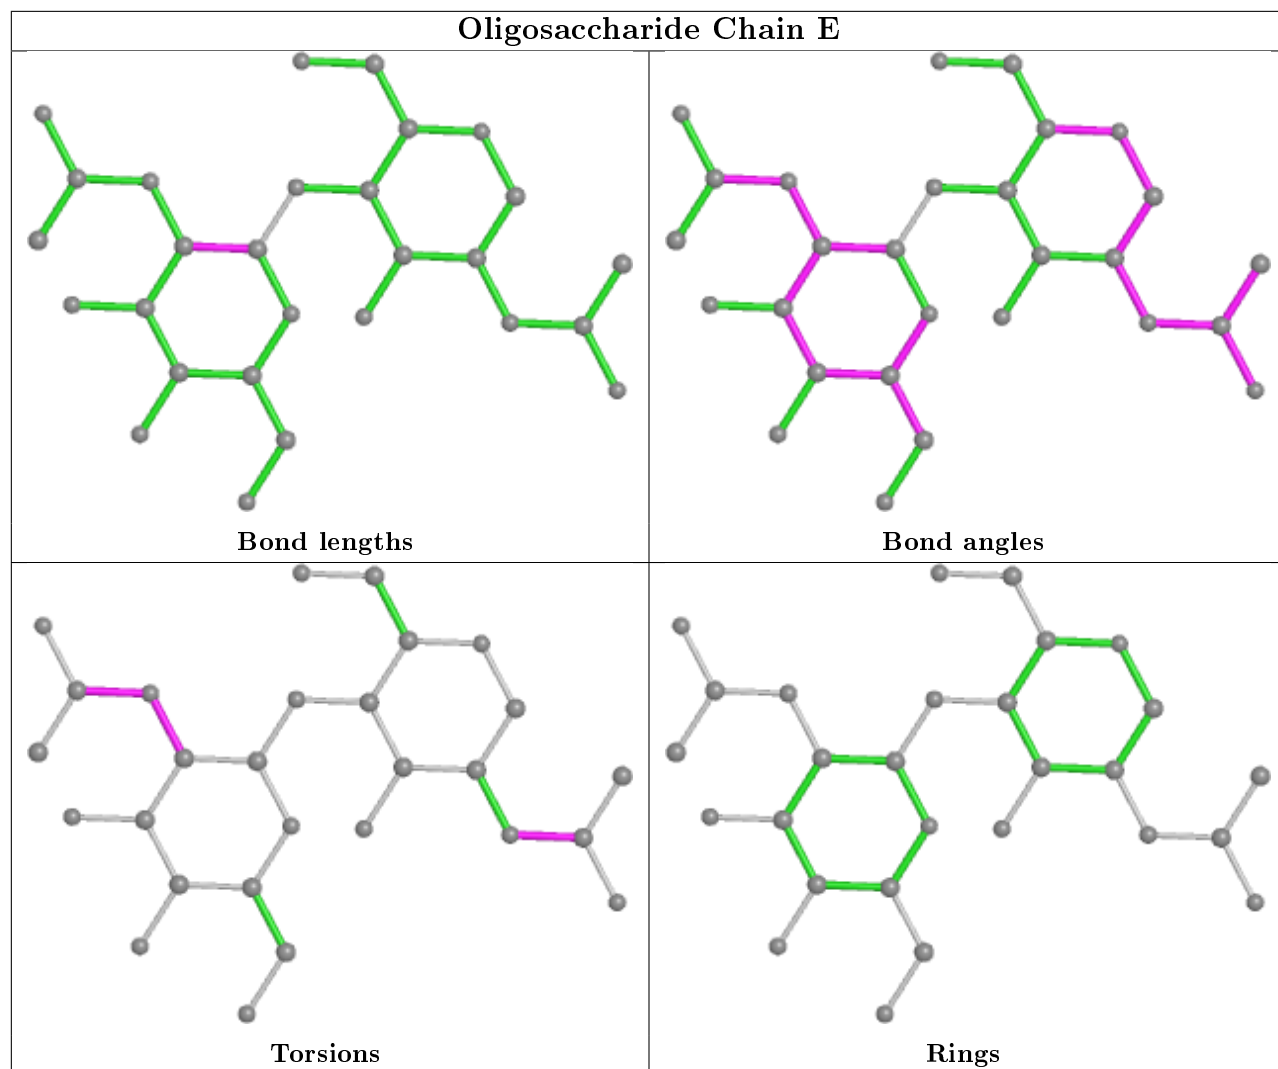 Oligosaccharide Chain E
Bond lengths
Bond angles
Torsions
Rings